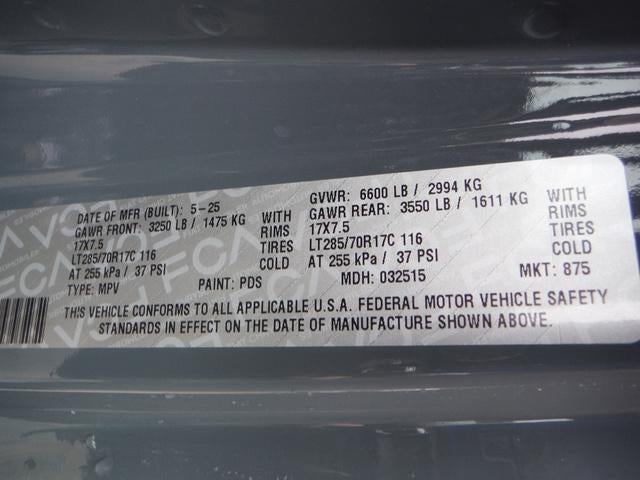 DATE OF MFR (BUILT): 5-25 GVWR: 6600 LB / 2994 KG
GAWR FRONT: 3250 LB / 1475 KG WITH GAWR REAR: 3550 LB / 1611 KG WITH
17X7.5 RIMS 17X7.5 RIMS
LT285/70R17C 116 TIRES LT285/70R17C 116 TIRES
AT 255 kPa / 37 PSI COLD AT 255 kPa / 37 PSI COLD
TYPE: MPV PAINT: PDS MDH: 032515 MKT: 875
THIS VEHICLE CONFORMS TO ALL APPLICABLE U.S.A. FEDERAL MOTOR VEHICLE SAFETY
STANDARDS IN EFFECT ON THE DATE OF MANUFACTURE SHOWN ABOVE.
FCA